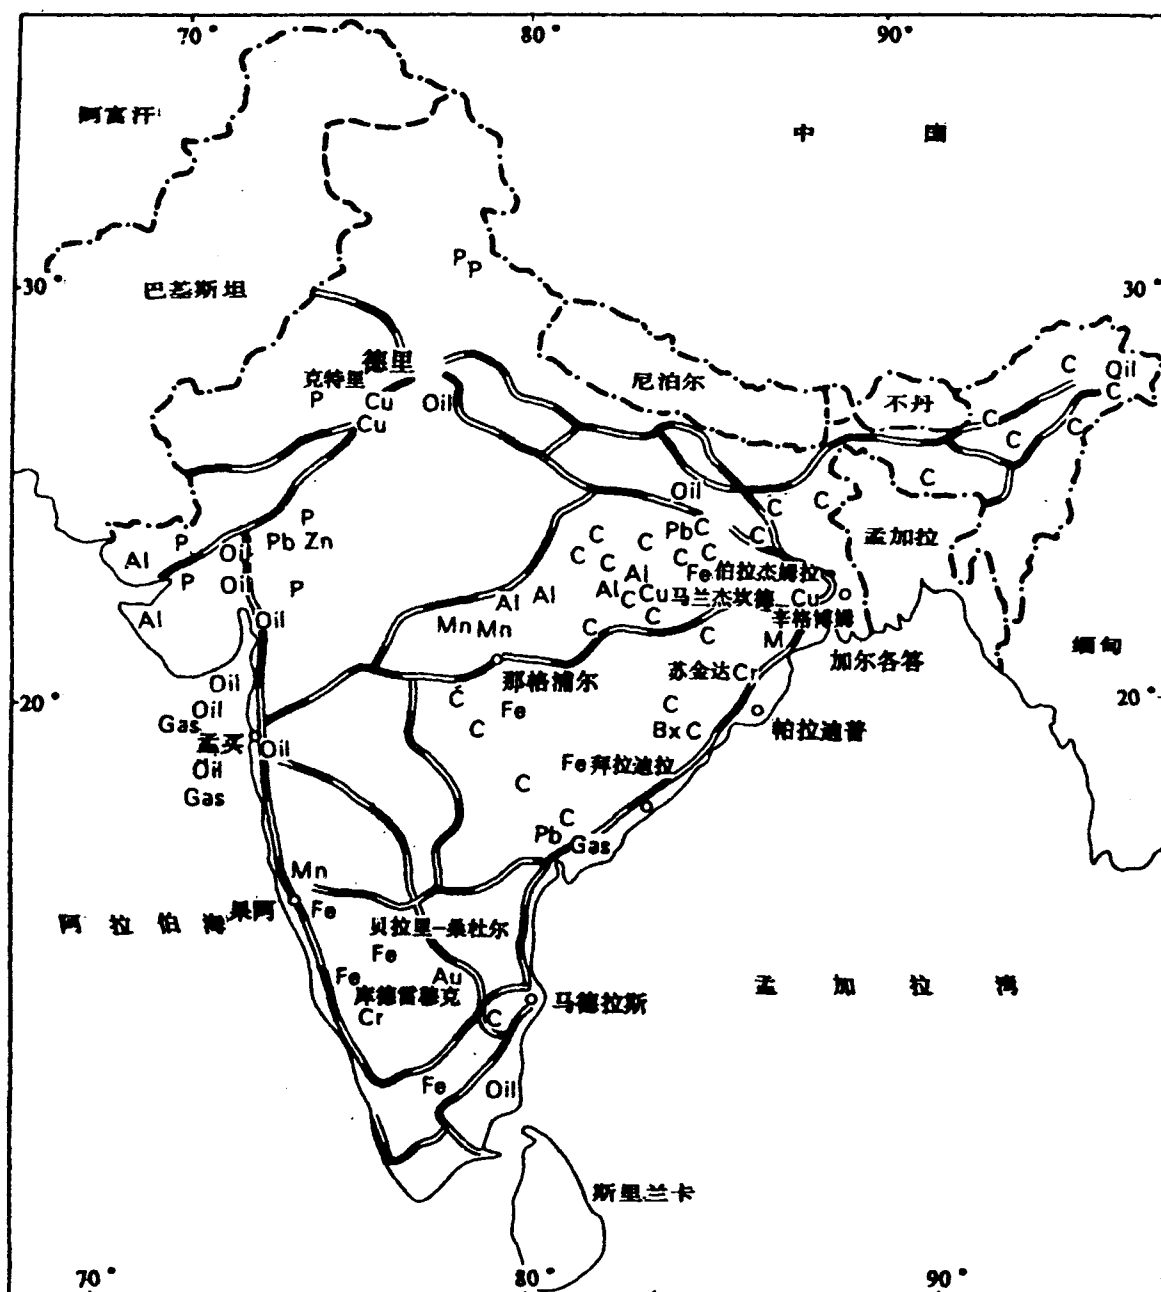 70°
80°
90°
阿富汗
中 国
P
P
30°
巴基斯坦
30°
德里
克特里
P
Cu
Oil
Cu
尼泊尔
不丹
C
Oil
C
C
C
C
C
Oil
C
C
Pb C
C
孟加拉
P
Pb Zn
P
Al
P
Oil
Oil
P
Al
Oil
C
C
C
C
C
C
Fe 伯拉杰姆拉
Al
Al
C
Cu
马兰杰坎德
Cu
辛格博姆
Al
Al
Mn
Mn
C
C
C
M
加尔各答
缅甸
那格浦尔
苏金达
Cr
20°
20°
Oil
Oil
Gas
孟买
Oil
Oil
Gas
C
C
Fe
C
Bx C
帕拉迪普
Fe 拜拉迪拉
C
C
Pb
Gas
Mn
阿拉伯海
果阿
Fe
贝拉里-桑杜尔
Fe
Fe
Au
库德雷穆克
Cr
C
马德拉斯
孟加拉湾
Fe
Oil
斯里兰卡
70°
80°
90°